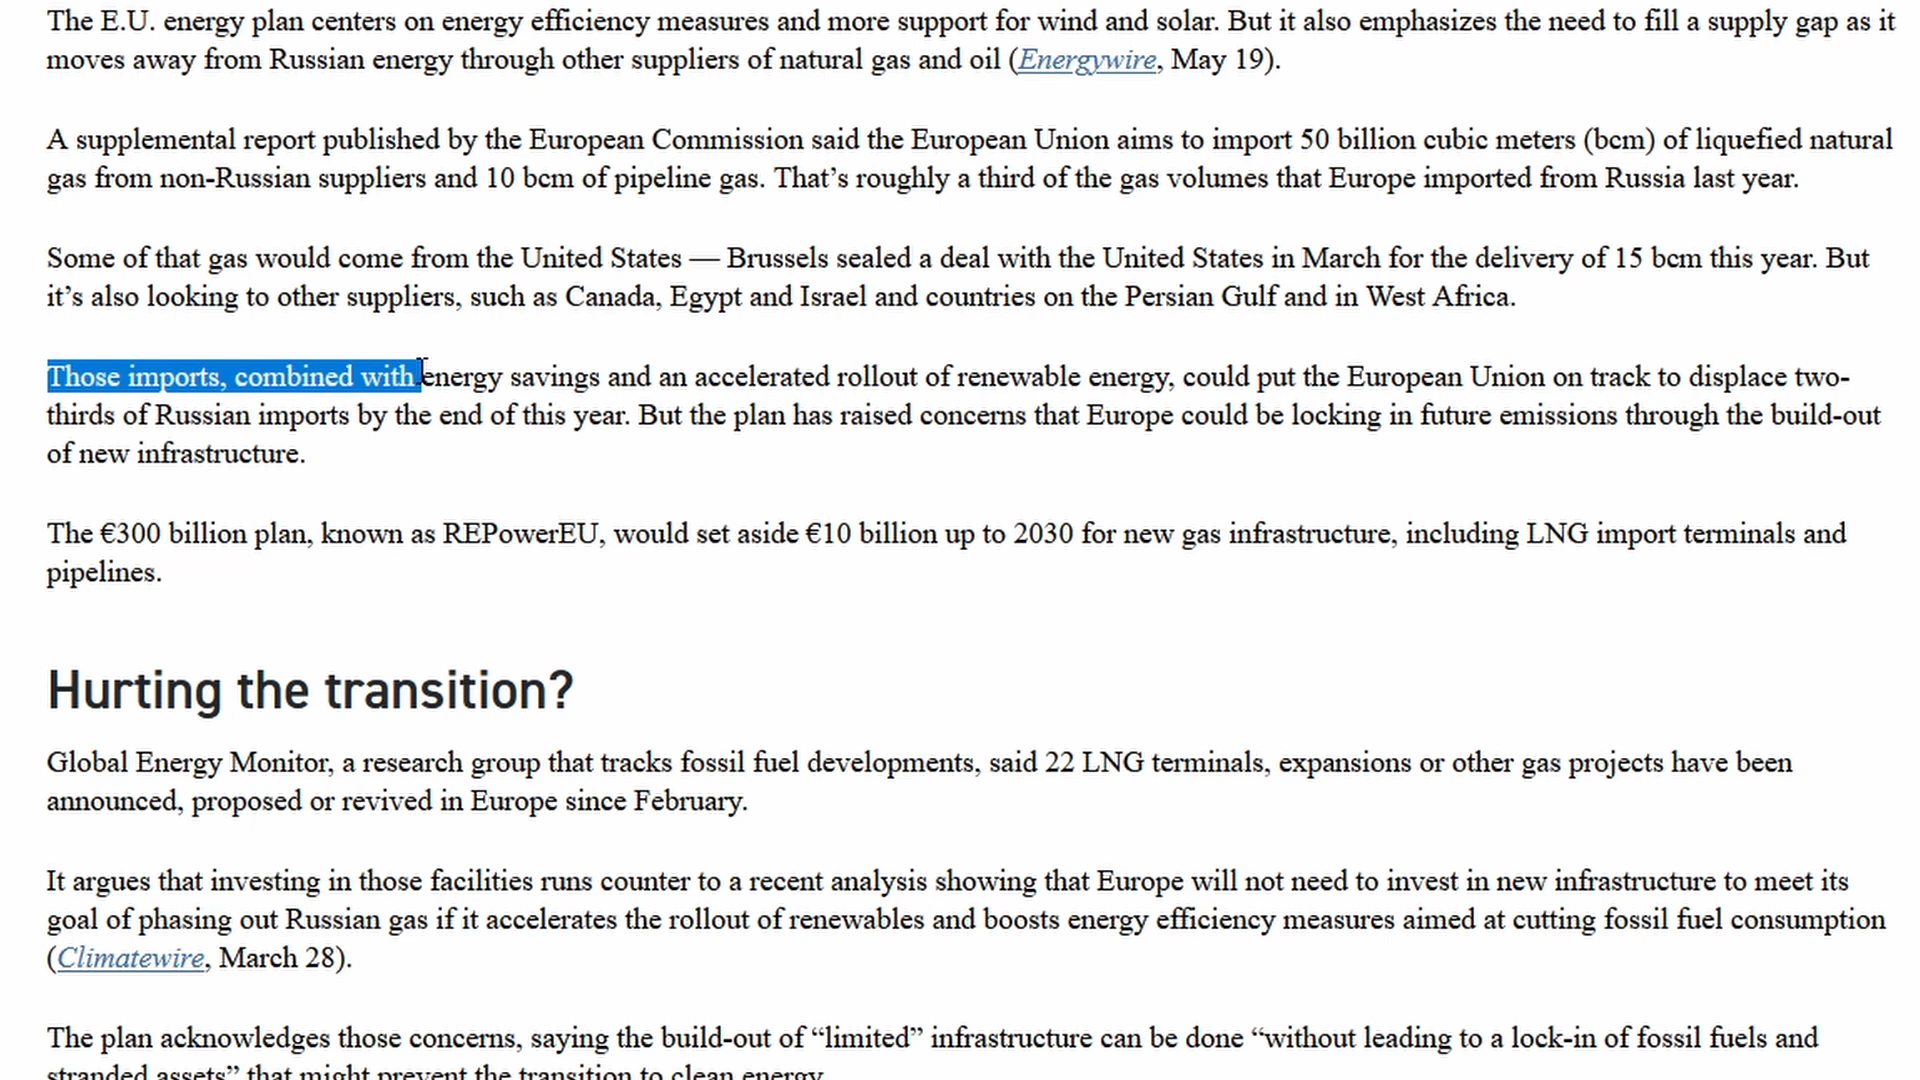 The E.U. energy plan centers on energy efficiency measures and more support for wind and solar. But it also emphasizes the need to fill a supply gap as it
moves away from Russian energy through other suppliers of natural gas and oil (Energywire, May 19).
A supplemental report published by the European Commission said the European Union aims to import 50 billion cubic meters (bcm) of liquefied natural
gas from non-Russian suppliers and 10 bcm of pipeline gas. That’s roughly a third of the gas volumes that Europe imported from Russia last year.
Some of that gas would come from the United States — Brussels sealed a deal with the United States in March for the delivery of 15 bcm this year. But
it’s also looking to other suppliers, such as Canada, Egypt and Israel and countries on the Persian Gulf and in West Africa.
Those imports, combined with energy savings and an accelerated rollout of renewable energy, could put the European Union on track to displace two-
thirds of Russian imports by the end of this year. But the plan has raised concerns that Europe could be locking in future emissions through the build-out
of new infrastructure.
The €300 billion plan, known as REPowerEU, would set aside €10 billion up to 2030 for new gas infrastructure, including LNG import terminals and
pipelines.
Hurting the transition?
Global Energy Monitor, a research group that tracks fossil fuel developments, said 22 LNG terminals, expansions or other gas projects have been
announced, proposed or revived in Europe since February.
It argues that investing in those facilities runs counter to a recent analysis showing that Europe will not need to invest in new infrastructure to meet its
goal of phasing out Russian gas if it accelerates the rollout of renewables and boosts energy efficiency measures aimed at cutting fossil fuel consumption
(Climatewire, March 28).
The plan acknowledges those concerns, saying the build-out of “limited” infrastructure can be done “without leading to a lock-in of fossil fuels and
stranded assets” that might prevent the transition to clean energy.